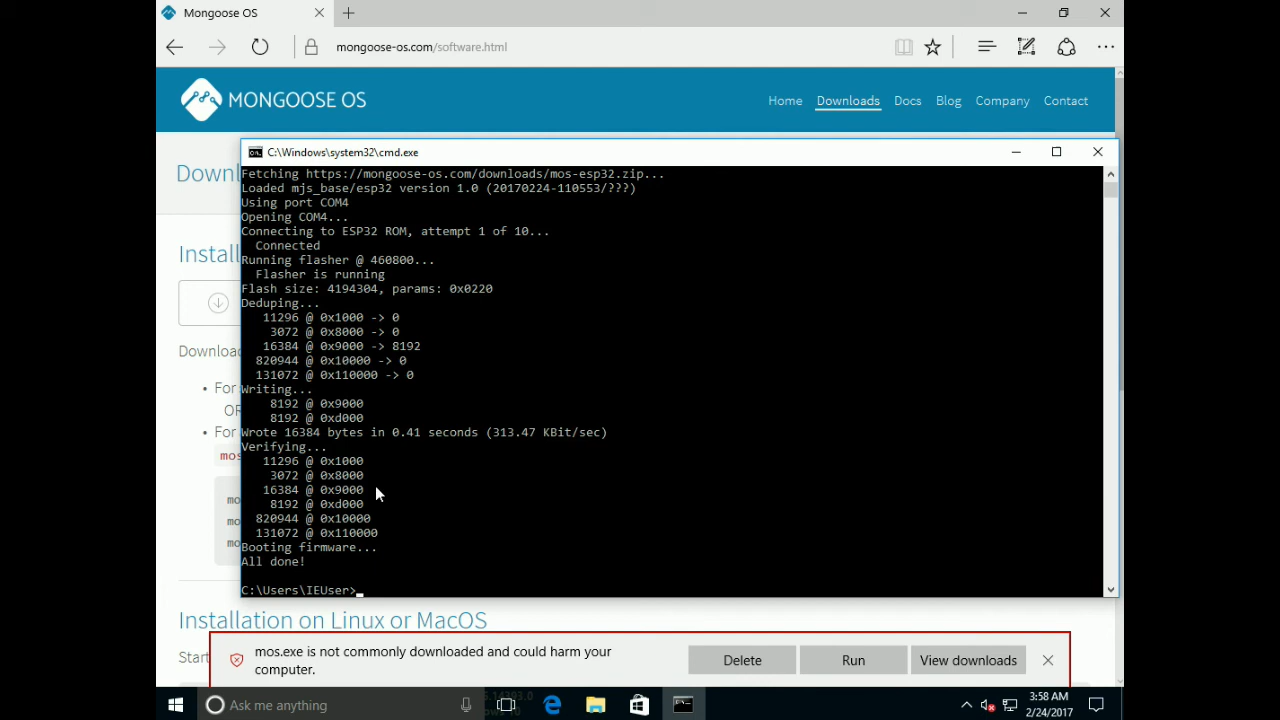 Mongoose OS
mongoose-os.com/software.html
MONGOOSE OS
Home Downloads Docs Blog Company Contact
Downl
C:\Windows\system32\cmd.exe
Fetching https://mongoose-os.com/downloads/mos-esp32.zip...
Loaded mjs_base/esp32 version 1.0 (20170224-110553/???)
Using port COM4
Opening COM4...
Connecting to ESP32 ROM, attempt 1 of 10...
Connected
Running flasher @ 460800...
Flasher is running
Flash size: 4194304, params: 0x0220
Deduping...
11296 @ 0x1000 -> 0
3072 @ 0x8000 -> 0
16384 @ 0x9000 -> 8192
820944 @ 0x10000 -> 0
131072 @ 0x110000 -> 0
Writing...
8192 @ 0x9000
8192 @ 0xd000
Wrote 16384 bytes in 0.41 seconds (313.47 KBit/sec)
Verifying...
11296 @ 0x1000
3072 @ 0x8000
16384 @ 0x9000
8192 @ 0xd000
820944 @ 0x10000
131072 @ 0x110000
Booting firmware...
All done!
C:\Users\IEUser>
Install
Downloa
• For
OR
• For
mos
mo
mo
mo
Installation on Linux or MacOS
Start
mos.exe is not commonly downloaded and could harm your
computer.
Delete Run View downloads
Ask me anything
3:58 AM
2/24/2017